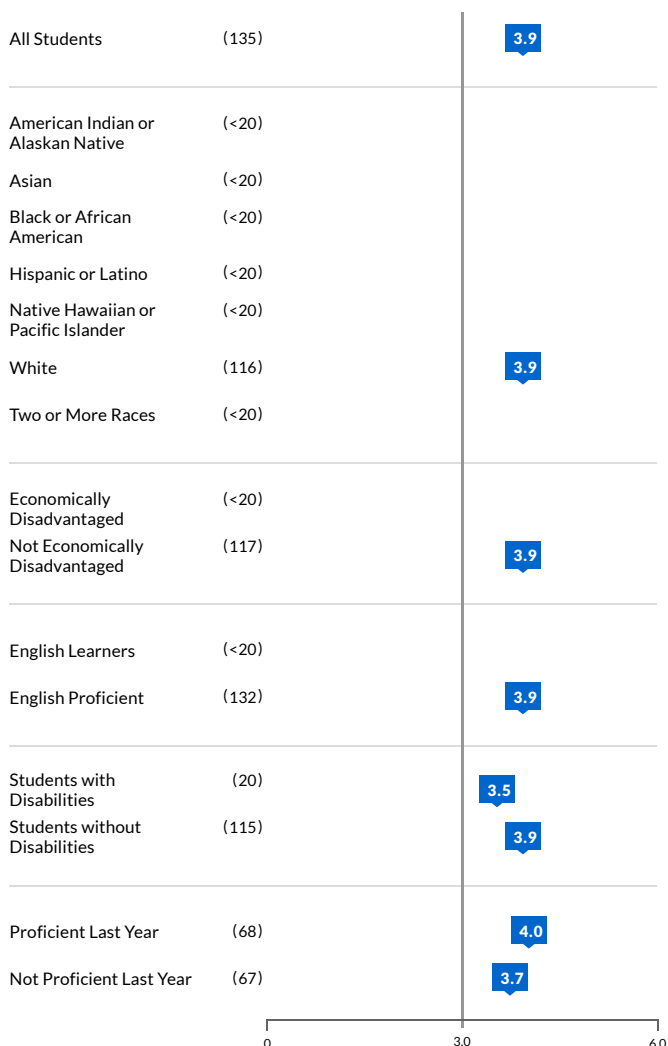 All Students (135) 3.9
American Indian or (<20)
Alaskan Native
Asian (<20)
Black or African (<20)
American
Hispanic or Latino (<20)
Native Hawaiian or (<20)
Pacific Islander
White (116) 3.9
Two or More Races (<20)
Economically (<20)
Disadvantaged
Not Economically (117) 3.9
Disadvantaged
English Learners (<20)
English Proficient (132) 3.9
Students with (20) 3.5
Disabilities
Students without (115) 3.9
Disabilities
Proficient Last Year (68) 4.0
Not Proficient Last Year (67) 3.7
0 3.0 6.0